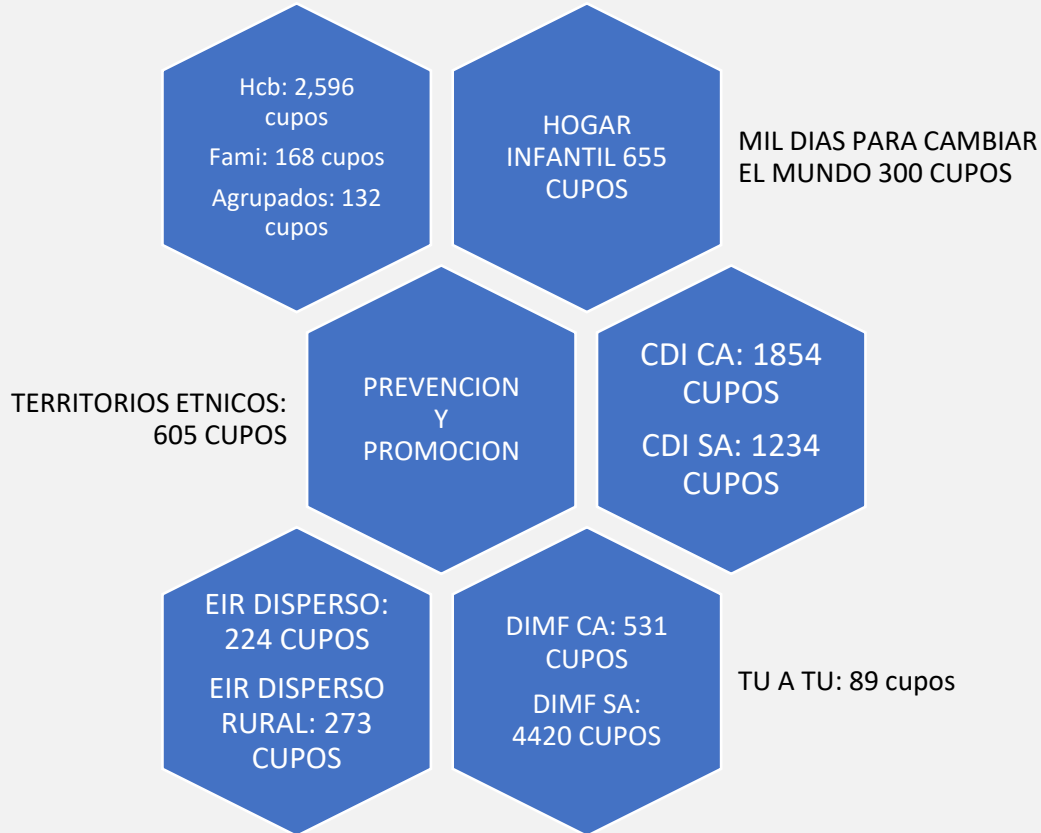 Hcb: 2,596
cupos
Fami: 168 cupos
Agrupados: 132
cupos
HOGAR
INFANTIL 655
CUPOS
MIL DIAS PARA CAMBIAR
EL MUNDO 300 CUPOS
TERRITORIOS ETNICOS:
605 CUPOS
PREVENCION
Y
PROMOCION
CDI CA: 1854
CUPOS
CDI SA: 1234
CUPOS
EIR DISPERSO:
224 CUPOS
EIR DISPERSO
RURAL: 273
CUPOS
DIMF CA: 531
CUPOS
DIMF SA:
4420 CUPOS
TU A TU: 89 cupos